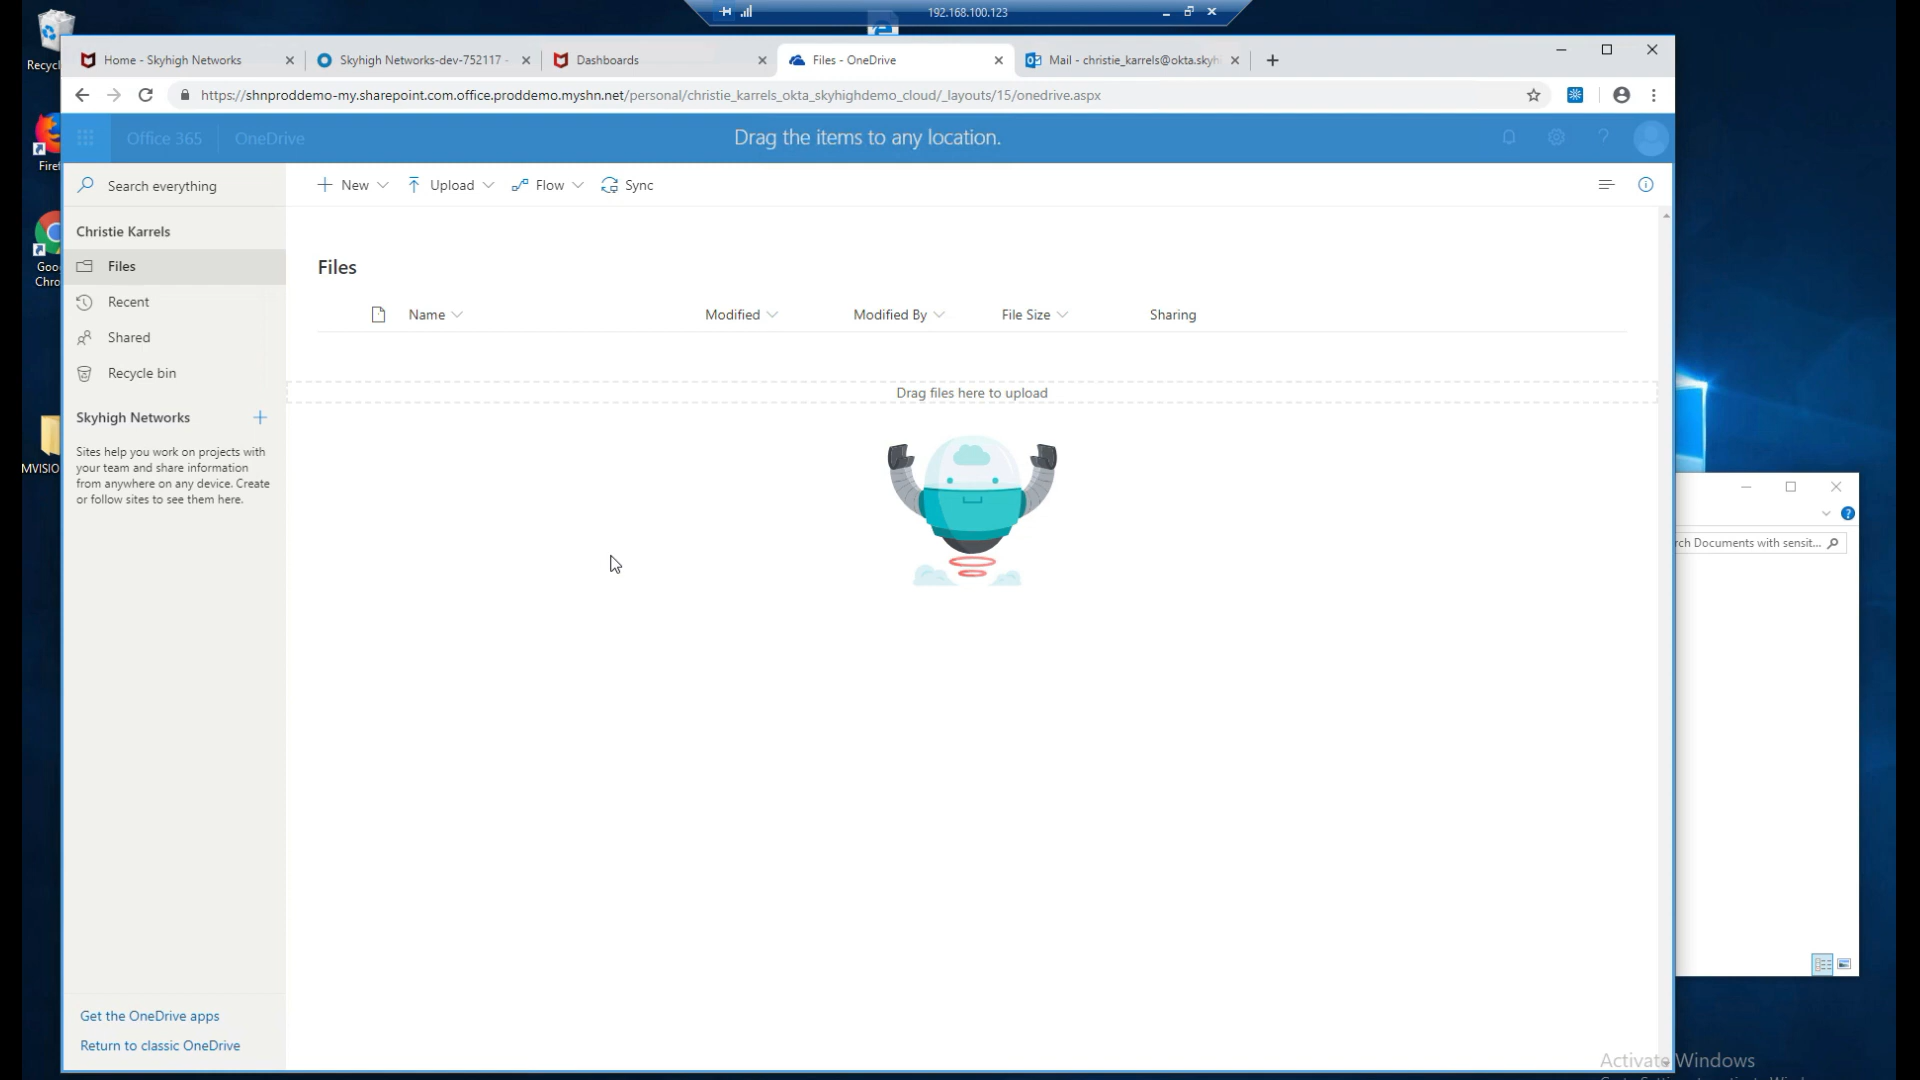 192.168.100.123
Recycl
Home - Skyhigh Networks
Skyhigh Networks-dev-752117 -
Dashboards
Files - OneDrive
Mail - christie_karrels@okta.skyh
https://shnproddemo-my.sharepoint.com.office.proddemo.myshn.net/personal/christie_karrels_okta_skyhighdemo_cloud/_layouts/15/onedrive.aspx
Office 365
OneDrive
Drag the items to any location.
Firef
Search everything
New
Upload
Flow
Sync
Christie Karrels
Files
Recent
Shared
Recycle bin
Goo
Chro
Files
Name
Modified
Modified By
File Size
Sharing
Drag files here to upload
Skyhigh Networks
Sites help you work on projects with
your team and share information
from anywhere on any device. Create
or follow sites to see them here.
MVISIO
rch Documents with sensit...
Get the OneDrive apps
Return to classic OneDrive
Activate Windows